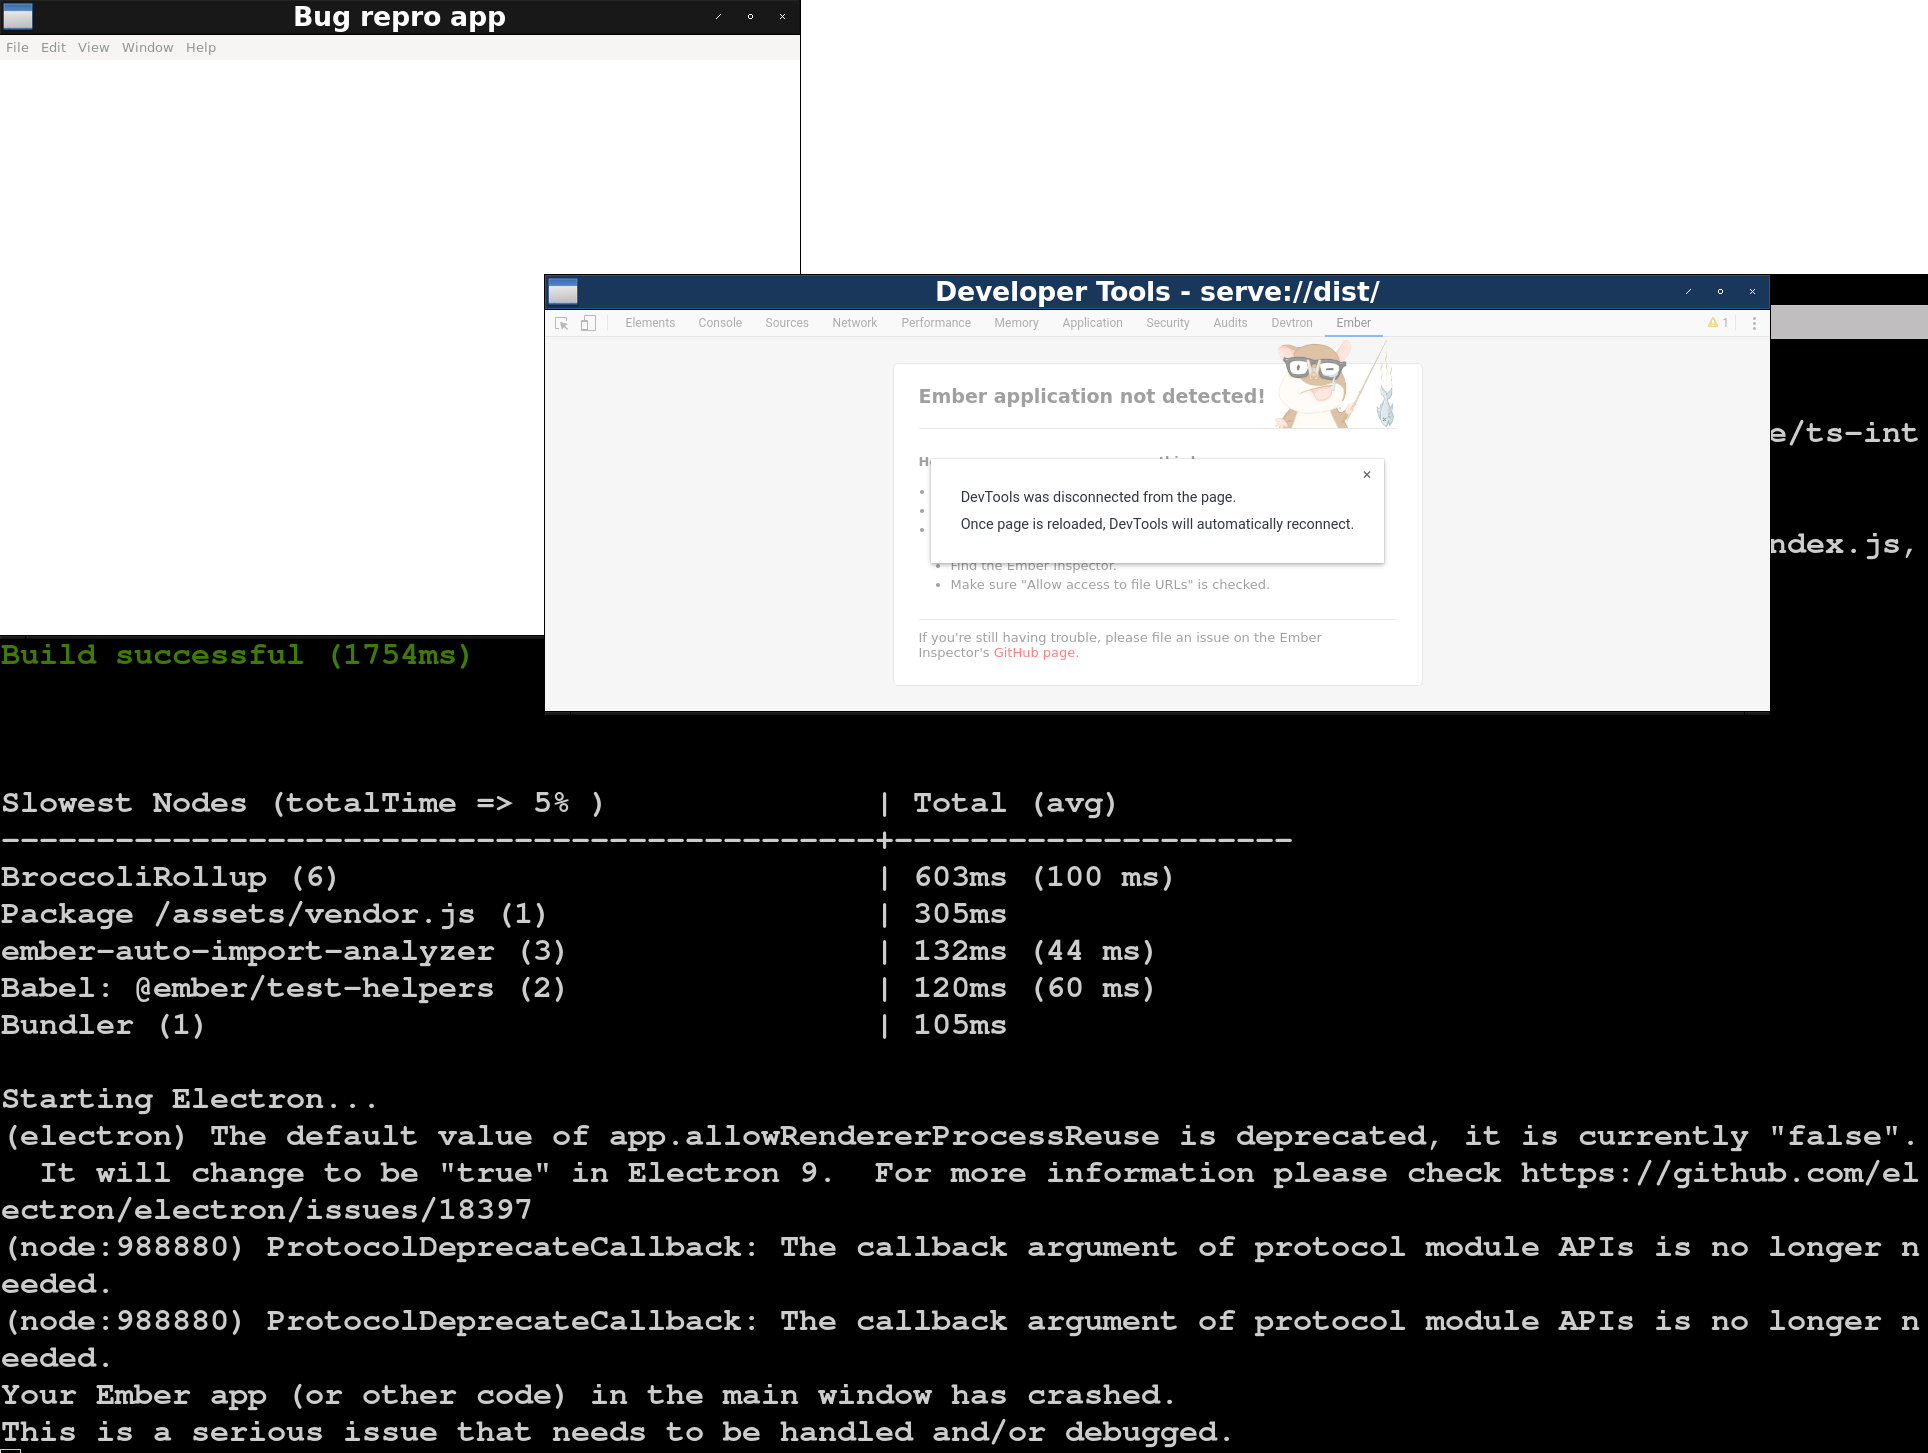 Bug repro app
File Edit View Window Help
Developer Tools - serve://dist/
Elements Console Sources Network Performance Memory Application Security Audits Devtron Ember 1
Ember application not detected!
DevTools was disconnected from the page.
Once page is reloaded, DevTools will automatically reconnect.
Find the Ember Inspector.
Make sure "Allow access to file URLs" is checked.
If you're still having trouble, please file an issue on the Ember
Inspector's GitHub page.
e/ts-int
ndex.js,
Build successful (1754ms)
Slowest Nodes (totalTime => 5% ) | Total (avg)
----------------------------------------------+---------------------
BroccoliRollup (6) | 603ms (100 ms)
Package /assets/vendor.js (1) | 305ms
ember-auto-import-analyzer (3) | 132ms (44 ms)
Babel: @ember/test-helpers (2) | 120ms (60 ms)
Bundler (1) | 105ms
Starting Electron...
(electron) The default value of app.allowRendererProcessReuse is deprecated, it is currently "false".
It will change to be "true" in Electron 9.  For more information please check https://github.com/el
ectron/electron/issues/18397
(node:988880) ProtocolDeprecateCallback: The callback argument of protocol module APIs is no longer n
eeded.
(node:988880) ProtocolDeprecateCallback: The callback argument of protocol module APIs is no longer n
eeded.
Your Ember app (or other code) in the main window has crashed.
This is a serious issue that needs to be handled and/or debugged.